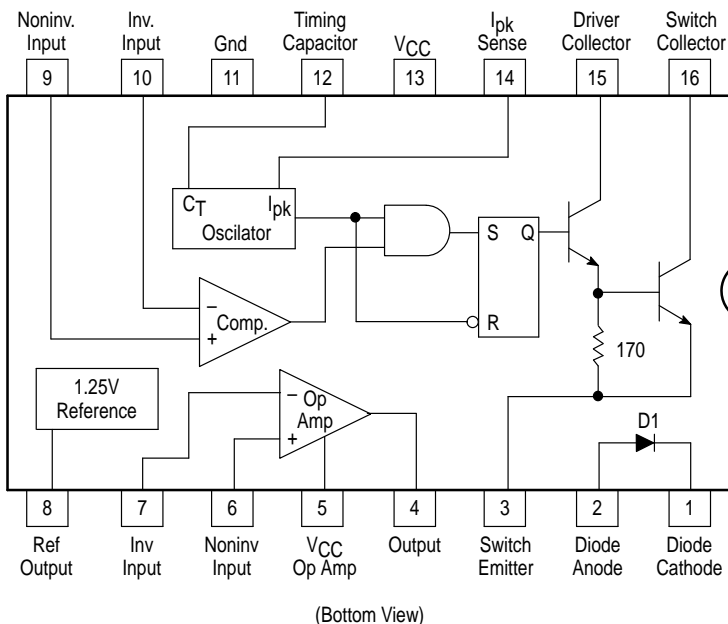 Noninv.
Input
Inv.
Input
Gnd
Timing
Capacitor
VCC
Ipk
Sense
Driver
Collector
Switch
Collector
9
10
11
12
13
14
15
16
CT
Ipk
Oscilator
S
Q
R
–
Comp.
+
170
1.25V
Reference
–
Op
Amp
+
D1
8
7
6
5
4
3
2
1
Ref
Output
Inv
Input
Noninv
Input
VCC
Op Amp
Output
Switch
Emitter
Diode
Anode
Diode
Cathode
(Bottom View)